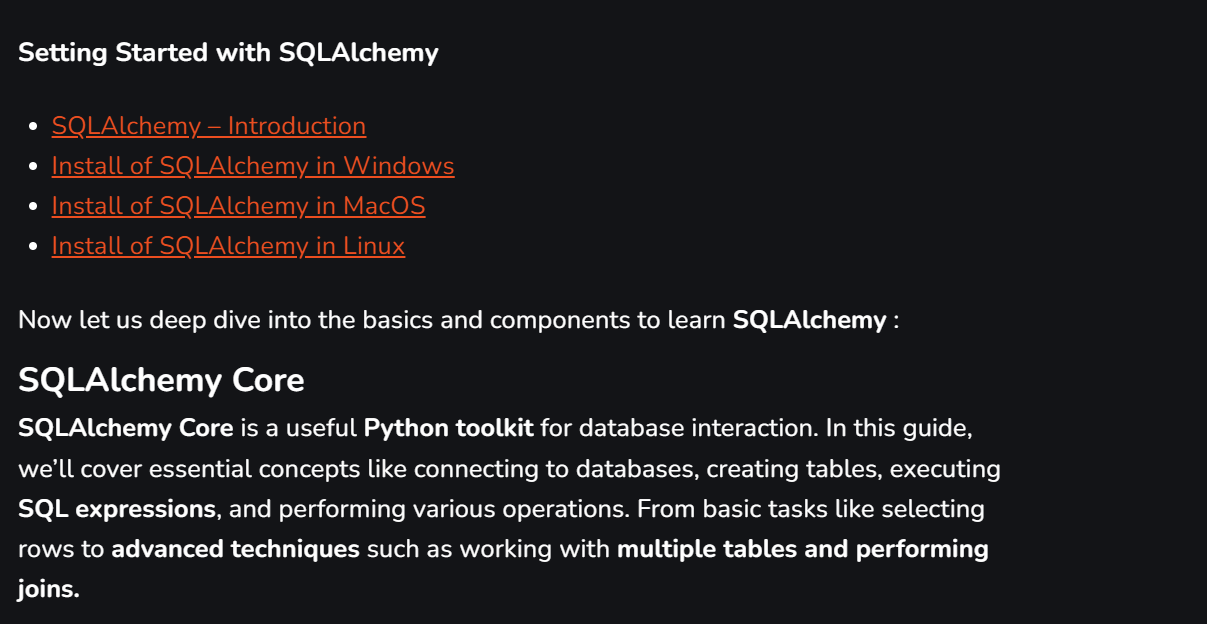 Setting Started with SQLAlchemy
SQLAlchemy – Introduction
Install of SQLAlchemy in Windows
Install of SQLAlchemy in MacOS
Install of SQLAlchemy in Linux
Now let us deep dive into the basics and components to learn SQLAlchemy :
SQLAlchemy Core
SQLAlchemy Core is a useful Python toolkit for database interaction. In this guide,
we’ll cover essential concepts like connecting to databases, creating tables, executing
SQL expressions, and performing various operations. From basic tasks like selecting
rows to advanced techniques such as working with multiple tables and performing
joins.